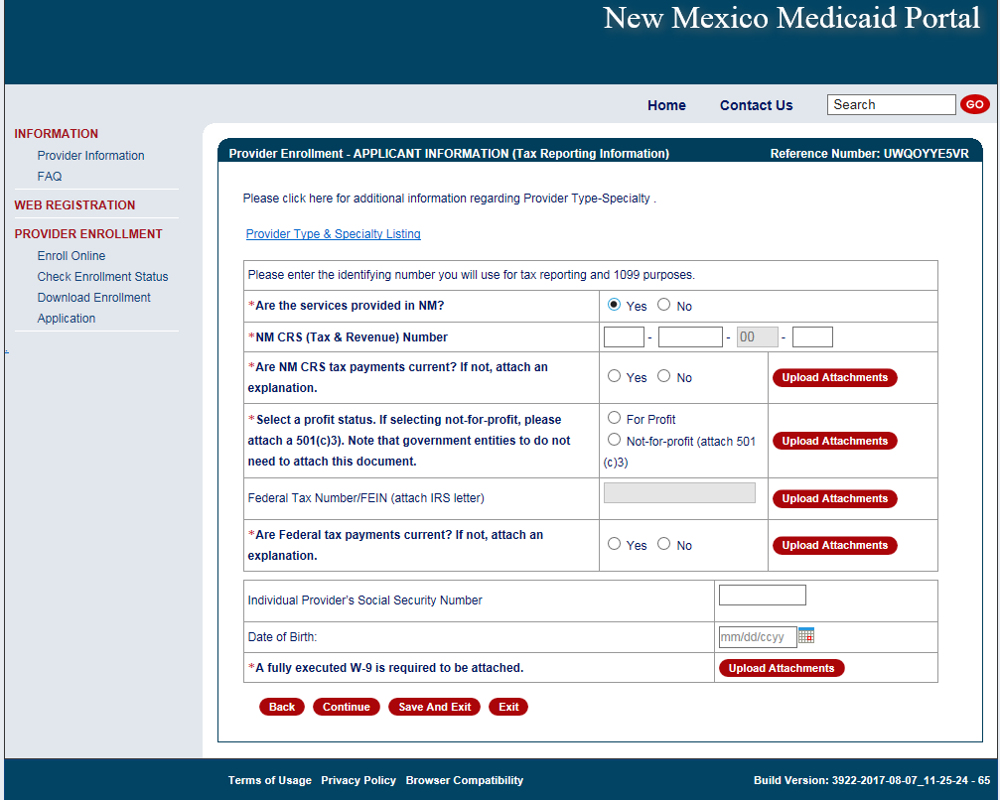 New Mexico Medicaid Portal
Home Contact Us Search GO
INFORMATION
Provider Information
FAQ
WEB REGISTRATION
PROVIDER ENROLLMENT
Enroll Online
Check Enrollment Status
Download Enrollment
Application
Provider Enrollment - APPLICANT INFORMATION (Tax Reporting Information) Reference Number: UWQOYYE5VR
Please click here for additional information regarding Provider Type-Specialty .
Provider Type & Specialty Listing
Please enter the identifying number you will use for tax reporting and 1099 purposes.
*Are the services provided in NM? Yes No
*NM CRS (Tax & Revenue) Number - - 00 -
*Are NM CRS tax payments current? If not, attach an
explanation.
Yes No
Upload Attachments
*Select a profit status. If selecting not-for-profit, please
attach a 501(c)3). Note that government entities to do not
need to attach this document.
For Profit
Not-for-profit (attach 501
(c)3)
Upload Attachments
Federal Tax Number/FEIN (attach IRS letter) Upload Attachments
*Are Federal tax payments current? If not, attach an
explanation.
Yes No
Upload Attachments
Individual Provider's Social Security Number
Date of Birth: mm/dd/ccyy
*A fully executed W-9 is required to be attached. Upload Attachments
Back Continue Save And Exit Exit
Terms of Usage Privacy Policy Browser Compatibility Build Version: 3922-2017-08-07_11-25-24 - 65